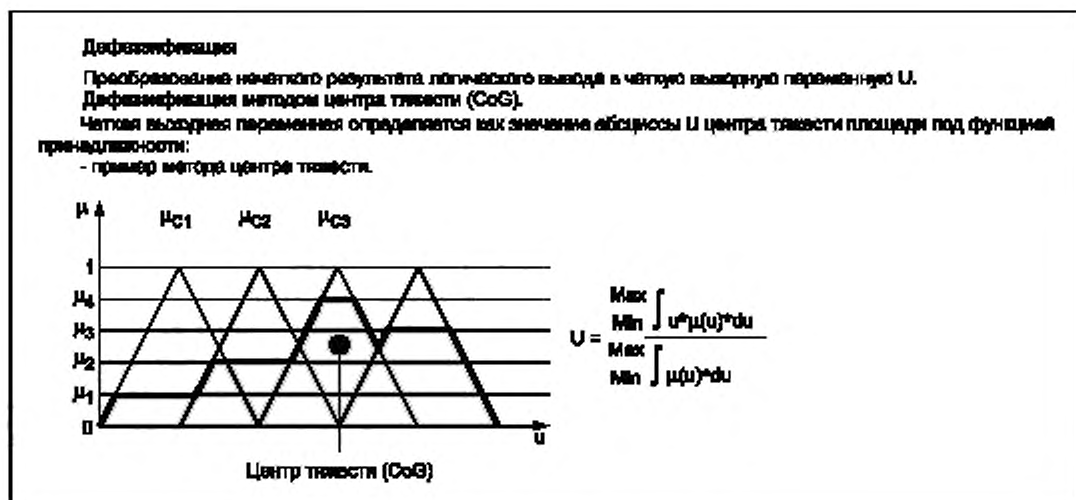 Дефаззификация
Преобразование нечеткого результата логического вывода в четкую выходную переменную U.
Дефаззификация методом центра тяжести (CoG).
Четкая выходная переменная определяется как значение абсциссы U центра тяжести площади под функцией
принадлежности:
- пример метода центра тяжести.
μ μC1 μC2 μC3
1
μ4
μ3
μ2
μ1
0
u
Центр тяжести (CoG)
Max
Min ∫ u*μ(u)*du
U =
Max
Min ∫ μ(u)*du